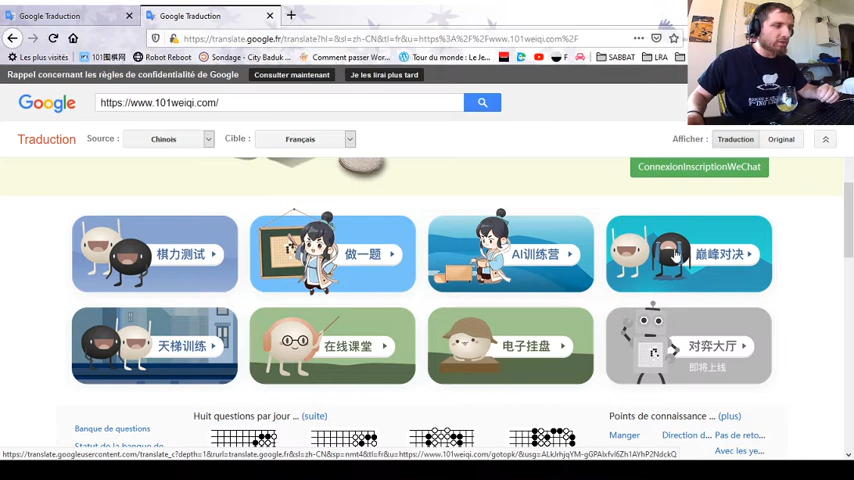 Google Traduction
Google Traduction
https://translate.google.fr/translate?hl=&sl=zh-CN&tl=fr&u=https%3A%2F%2Fwww.101weiqi.com%2F
Les plus visités
101围棋网
Robot Reboot
Sondage - City Baduk
Comment passer Word...
Tour du monde : Le Je...
F
SABBAT
LRA
Rappel concernant les règles de confidentialité de Google
Consulter maintenant
Je les lirai plus tard
Google
https://www.101weiqi.com/
Traduction
Source :
Chinois
Cible :
Français
Afficher :
Traduction
Original
ConnexionInscriptionWeChat
棋力测试
做一题
AI训练营
巅峰对决
天梯训练
在线课堂
电子挂盘
对弈大厅
即将上线
Huit questions par jour ... (suite)
Points de connaissance ... (plus)
Banque de questions
Manger
Direction d...
Pas de reto...
Statut de la banque de
Avec les ye...